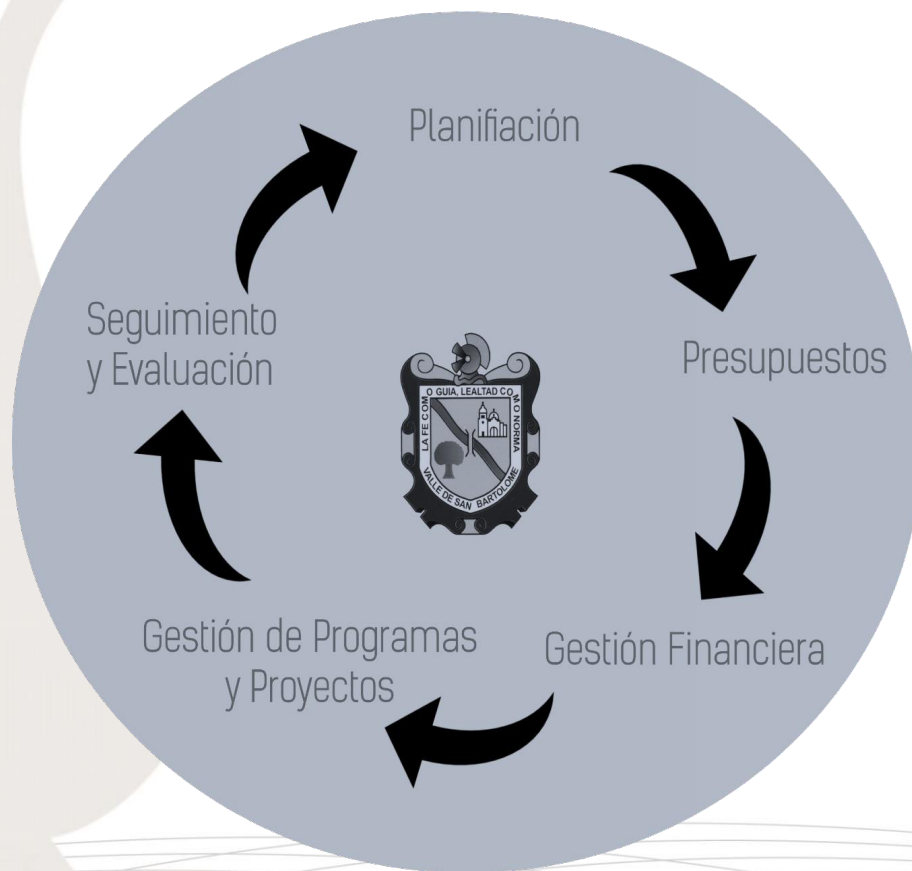 Planifiación
Presupuestos
Gestión Financiera
Gestión de Programas
y Proyectos
Seguimiento
y Evaluación
LA FE COMO GUIA, LEALTAD COMO NORMA
VALLE DE SAN BARTOLOME